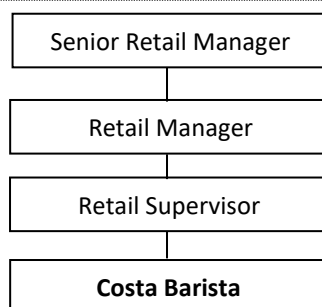 Senior Retail Manager
Retail Manager
Retail Supervisor
Costa Barista